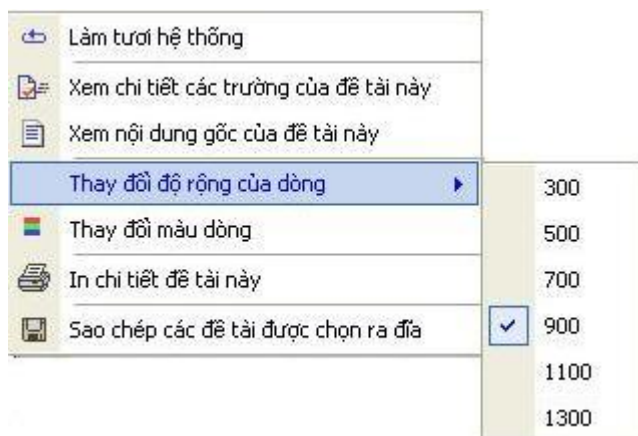 Làm tươi hệ thống
Xem chi tiết các trường của đề tài này
Xem nội dung gốc của đề tài này
Thay đổi độ rộng của dòng
Thay đổi màu dòng
In chi tiết đề tài này
Sao chép các đề tài được chọn ra đĩa
300
500
700
900
1100
1300